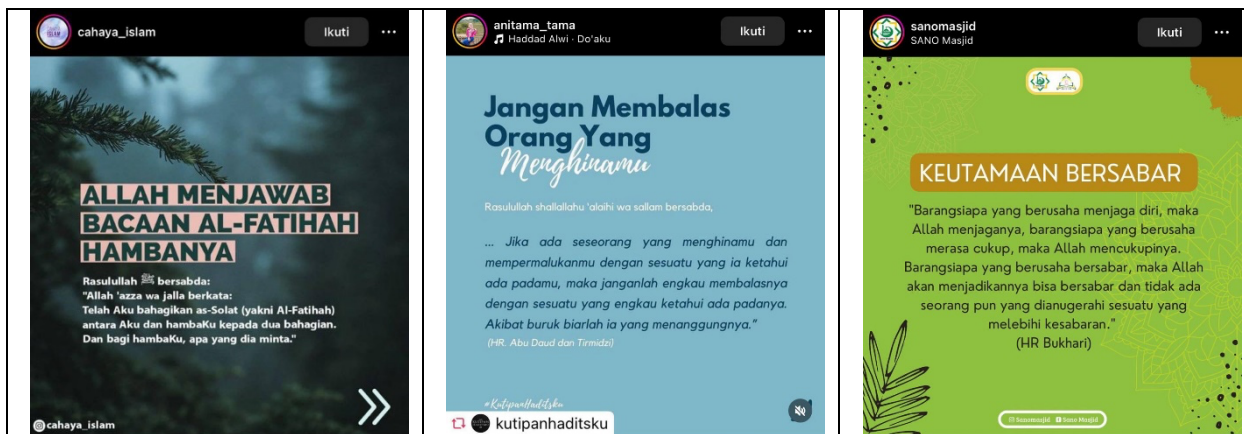 cahaya_islam
Ikuti
ALLAH MENJAWAB
BACAAN AL-FATIHAH
HAMBANYA
Rasulullah ﷺ bersabda:
"Allah 'azza wa jalla berkata:
Telah Aku bahagikan as-Solat (yakni Al-Fatihah)
antara Aku dan hambaKu kepada dua bahagian.
Dan bagi hambaKu, apa yang dia minta."
@cahaya_islam
anitama_tama
Haddad Alwi · Do'aku
Ikuti
Jangan Membalas
Orang Yang
Menghinamu
Rasulullah shallallahu 'alaihi wa sallam bersabda,
... Jika ada seseorang yang menghinamu dan
mempermalukanmu dengan sesuatu yang ia ketahui
ada padamu, maka janganlah engkau membalasnya
dengan sesuatu yang engkau ketahui ada padanya.
Akibat buruk biarlah ia yang menanggungnya."
(HR. Abu Daud dan Tirmidzi)
#KutipanHaditsku
kutipanhaditsku
sanomasjid
SANO Masjid
Ikuti
KEUTAMAAN BERSABAR
"Barangsiapa yang berusaha menjaga diri, maka
Allah menjaganya, barangsiapa yang berusaha
merasa cukup, maka Allah mencukupinya.
Barangsiapa yang berusaha bersabar, maka Allah
akan menjadikannya bisa bersabar dan tidak ada
seorang pun yang dianugerahi sesuatu yang
melebihi kesabaran."
(HR Bukhari)
Sanomasjid Sano Masjid